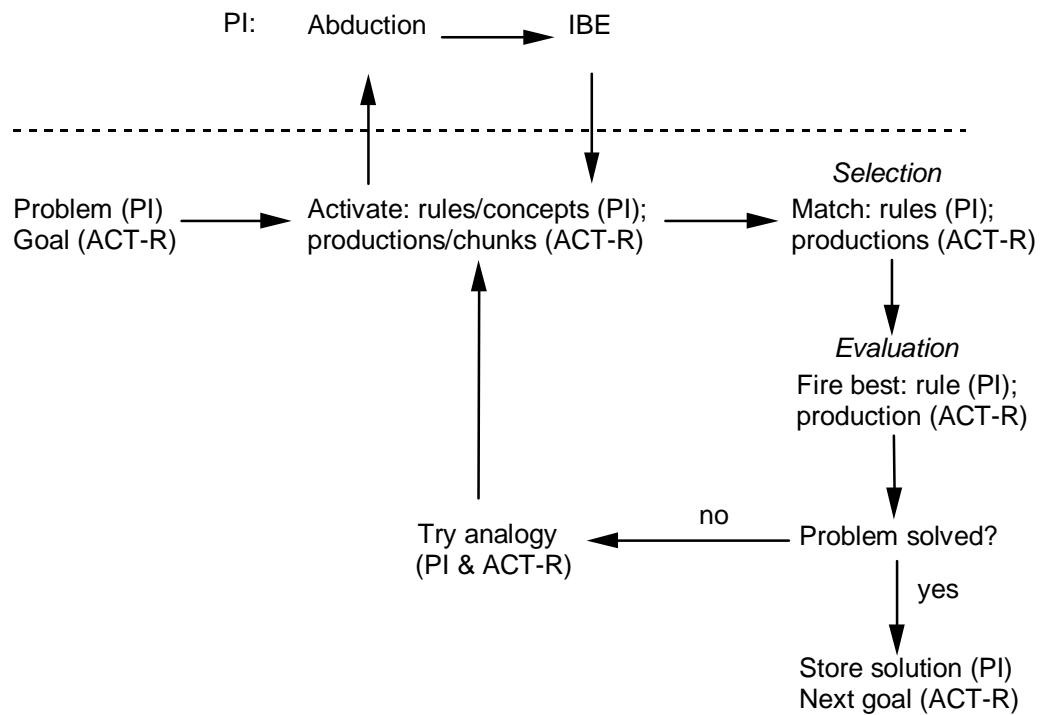 PI: Abduction IBE
Selection
Problem (PI) Activate: rules/concepts (PI); Match: rules (PI);
Goal (ACT-R) productions/chunks (ACT-R) productions (ACT-R)
Evaluation
Fire best: rule (PI);
production (ACT-R)
no
Try analogy Problem solved?
(PI & ACT-R)
yes
Store solution (PI)
Next goal (ACT-R)